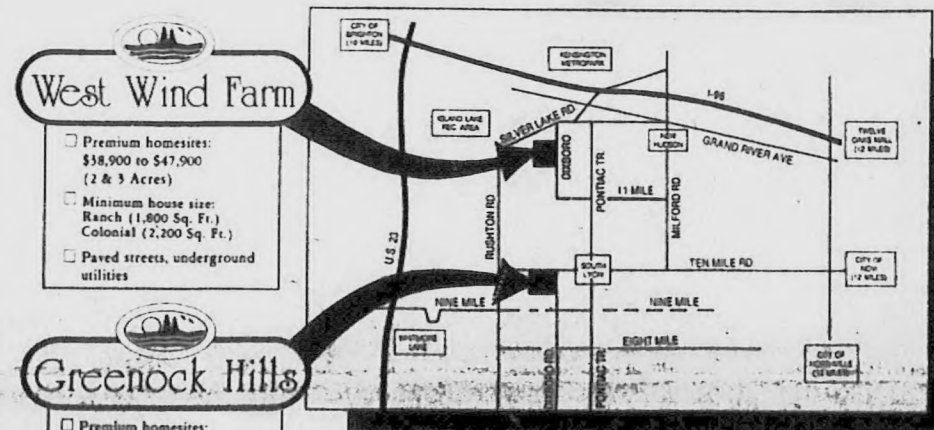 West Wind Farm
☐ Premium homesites:
$38,900 to $47,900
(2 & 3 Acres)
☐ Minimum house size:
Ranch (1,800 Sq. Ft.)
Colonial (2,200 Sq. Ft.)
☐ Paved streets, underground
utilities
Greenock Hills
☐ Premium homesites:
CITY OF
BRIGHTON
(10 MILES)
KENSINGTON
METROPARK
I-96
ISLAND LAKE
REC. AREA
SILVER LAKE RD
NEW
HUDSON
GRAND RIVER AVE
TWELVE
OAKS MALL
(12 MILES)
DIXBORO
PONTIAC TR.
11 MILE
MILFORD RD
RUSHTON RD
U.S. 23
SOUTH
LYON
TEN MILE RD
CITY OF
NOVI
(12 MILES)
NINE MILE
NINE MILE
WHITMORE
LAKE
EIGHT MILE
DIXBORO RD.
PONTIAC TR.
CITY OF
NORTHVILLE